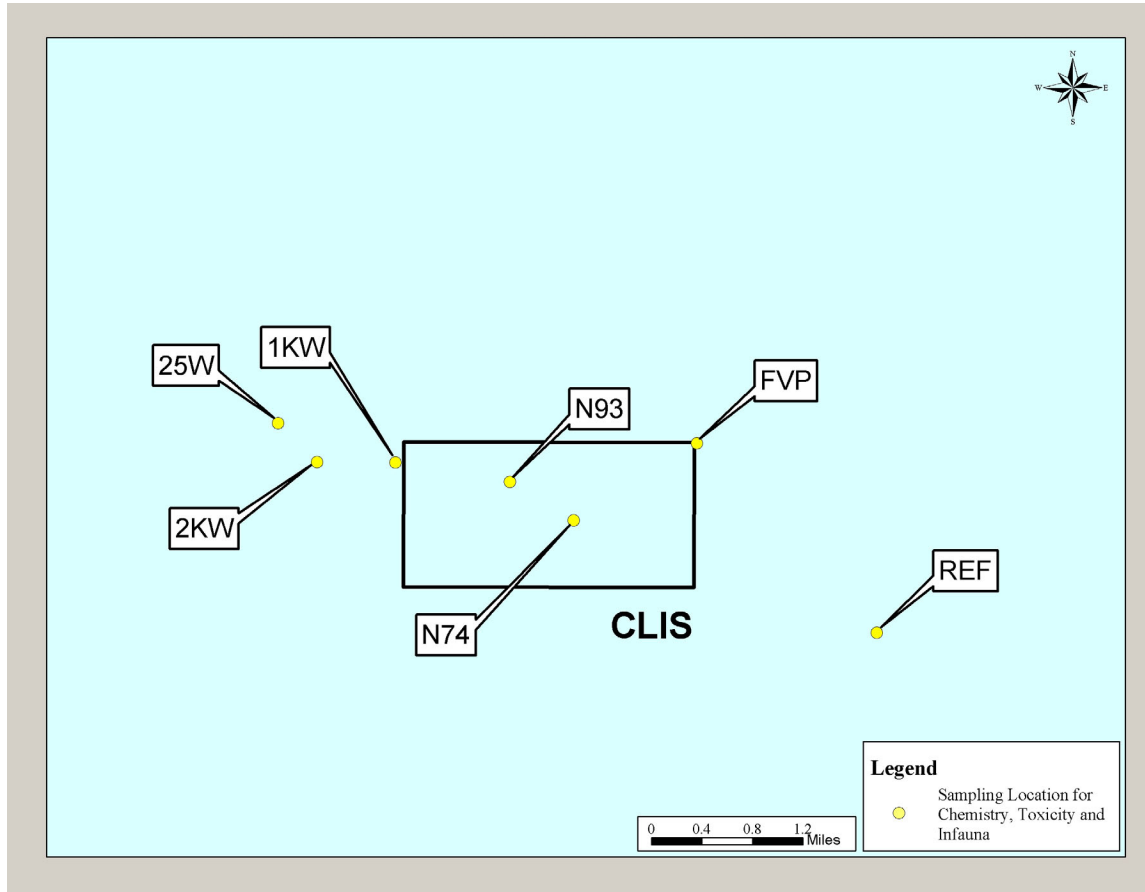 N
W E
S
1KW
25W
FVP
N93
2KW
REF
N74
CLIS
Legend
Sampling Location for
Chemistry, Toxicity and
Infauna
0 0.4 0.8 1.2
Miles